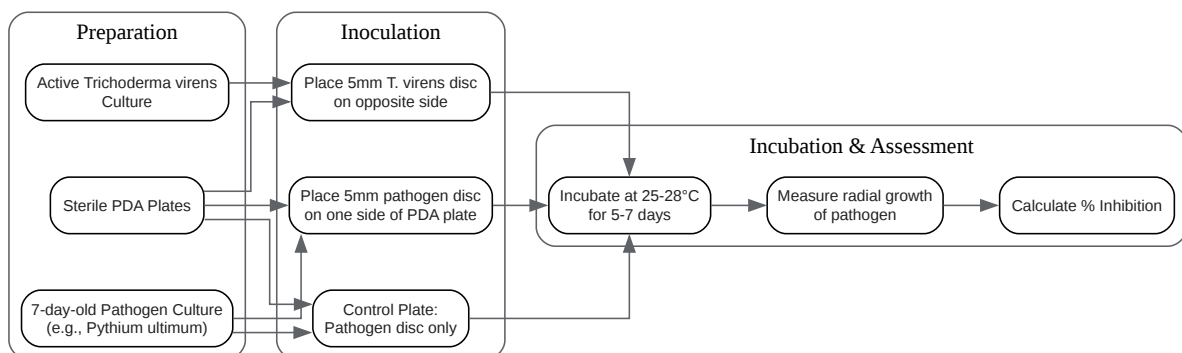 Preparation
Active Trichoderma virens
Culture
Sterile PDA Plates
7-day-old Pathogen Culture
(e.g., Pythium ultimum)
Inoculation
Place 5mm T. virens disc
on opposite side
Place 5mm pathogen disc
on one side of PDA plate
Control Plate:
Pathogen disc only
Incubation & Assessment
Incubate at 25-28°C
for 5-7 days
Measure radial growth
of pathogen
Calculate % Inhibition